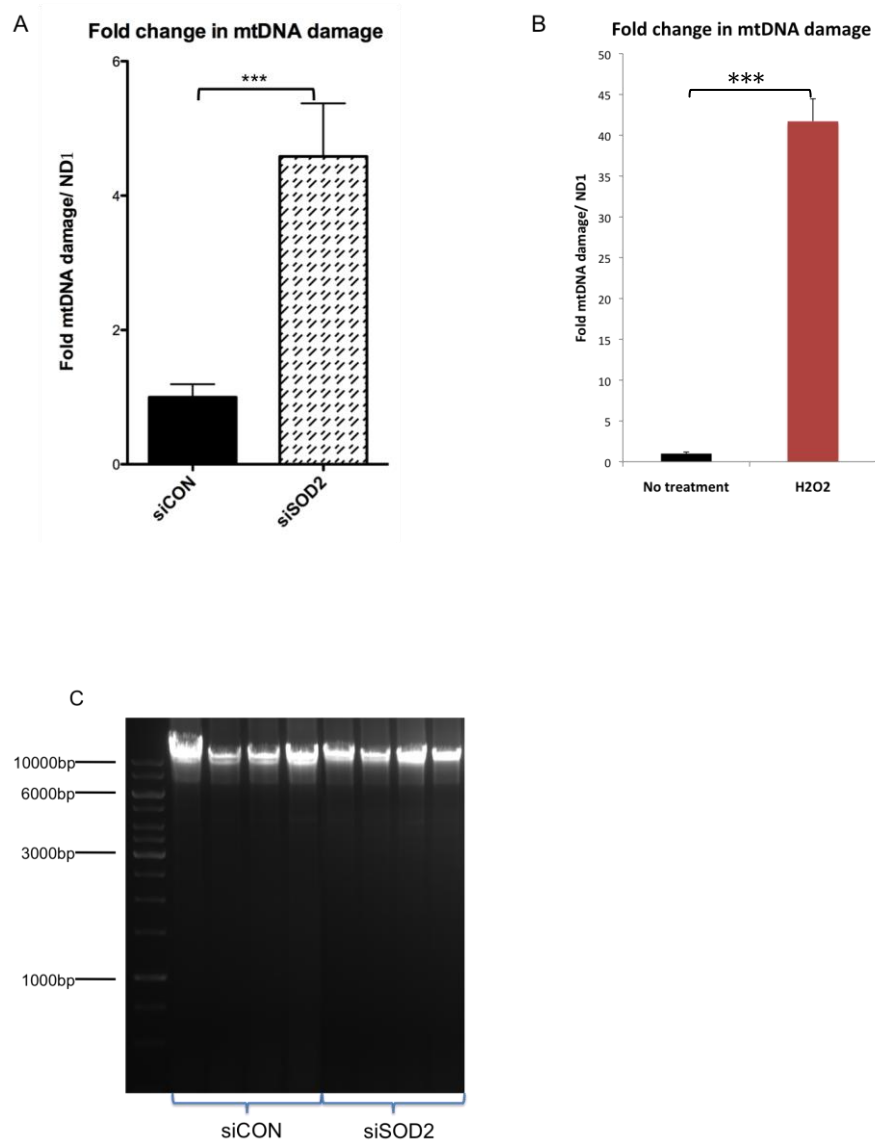 A
Fold change in mtDNA damage
Fold mtDNA damage/ ND1
6
4
2
0
***
siCON
siSOD2
B
Fold change in mtDNA damage
Fold mtDNA damage/ ND1
50
45
40
35
30
25
20
15
10
5
0
***
No treatment
H2O2
C
10000bp
6000bp
3000bp
1000bp
siCON
siSOD2